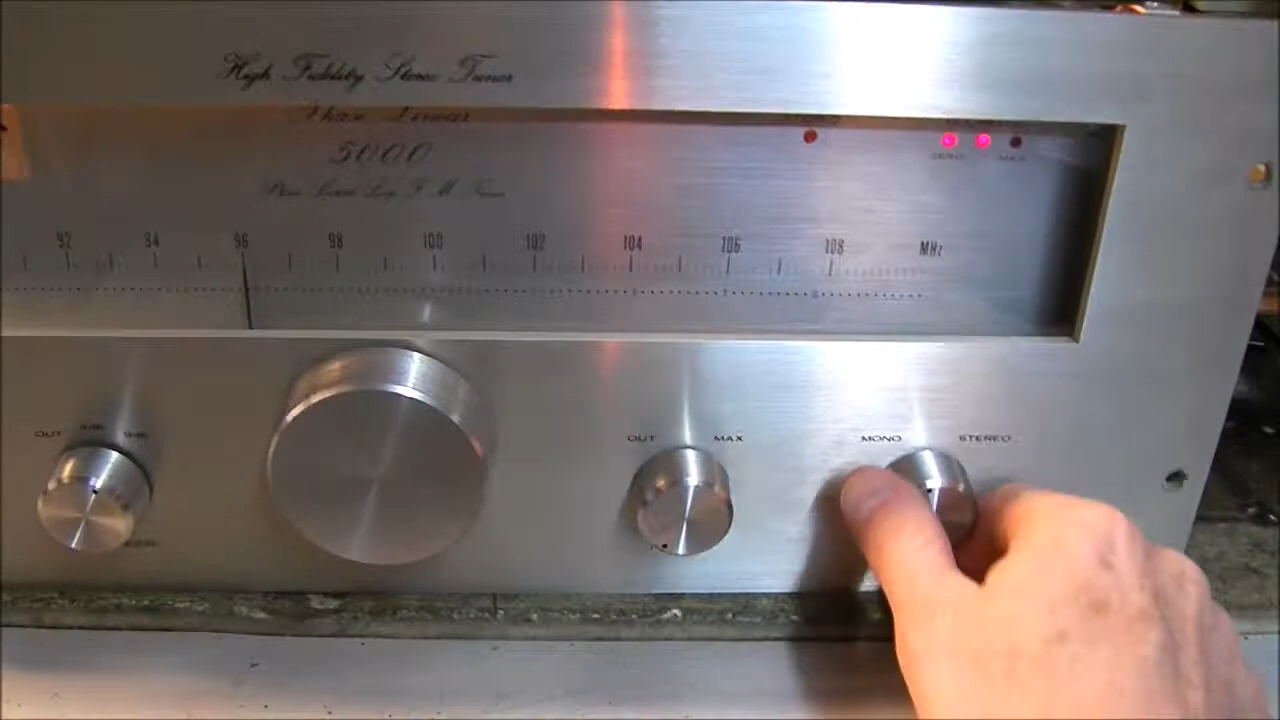 High Fidelity Stereo Tuner
Phase Linear
5000
Phase Locked Loop F.M. Tuner
ZERO MAX
92 94 96 98 100 102 104 106 108 MHz
OUT MAX
MONO STEREO